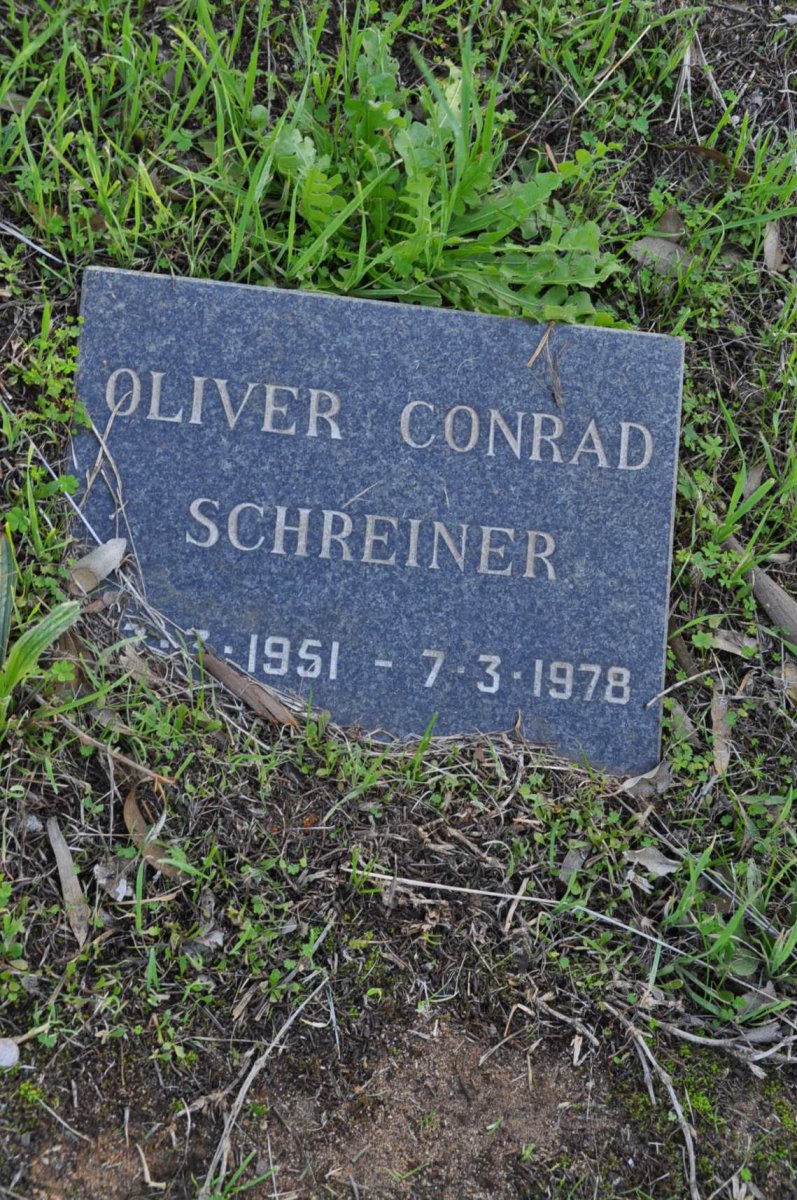 OLIVER CONRAD
SCHREINER
1951 - 7·3·1978